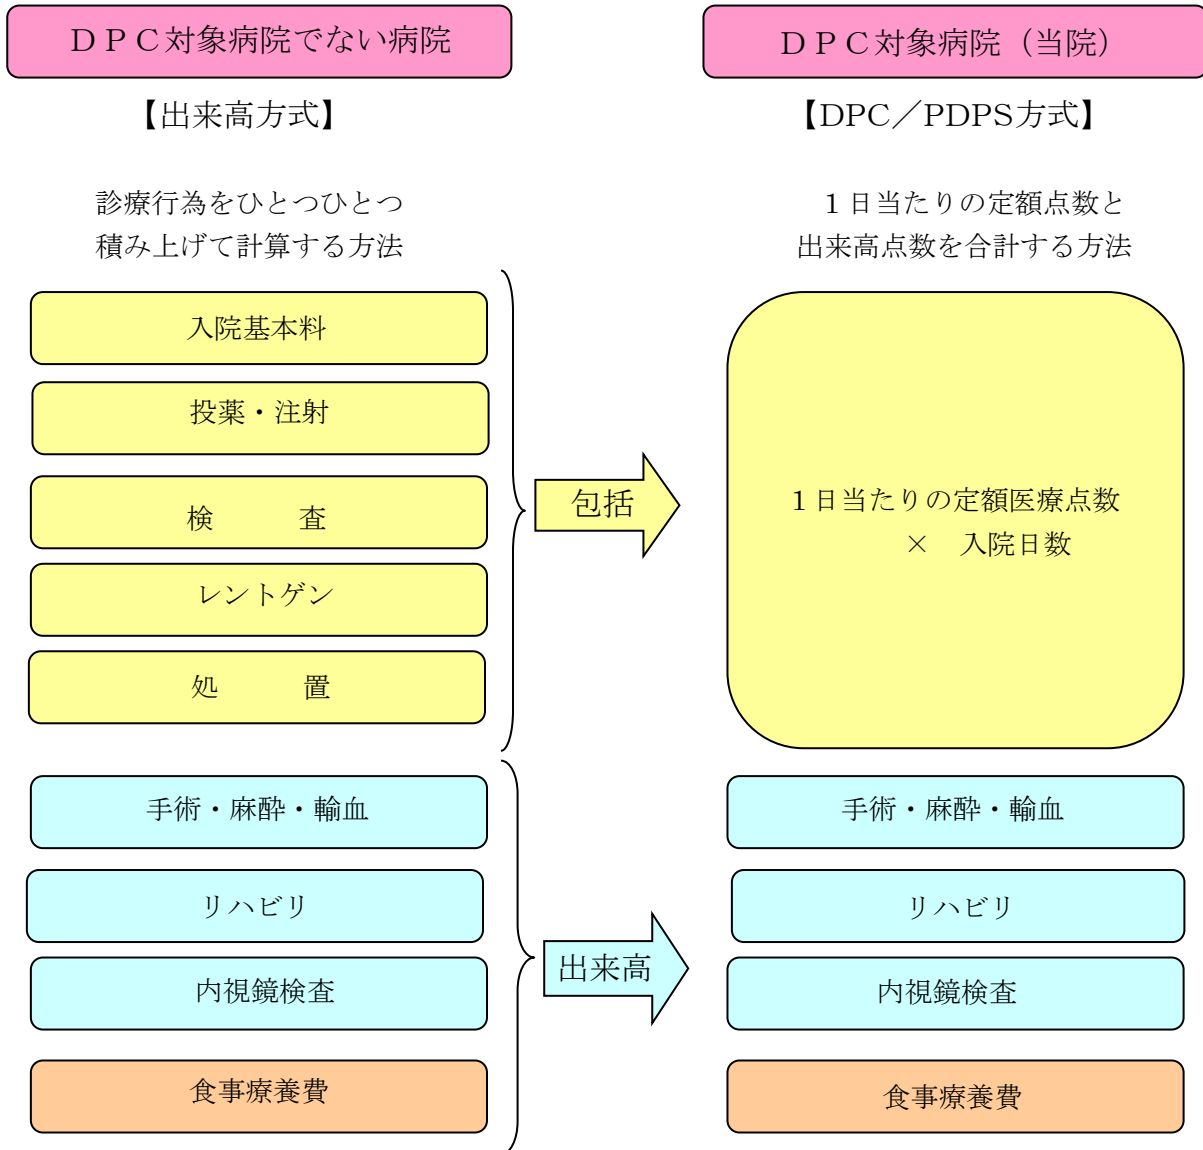 ＤＰＣ対象病院でない病院
【出来高方式】
診療行為をひとつひとつ
積み上げて計算する方法
入院基本料
投薬・注射
検　　　査
レントゲン
処　　　置
手術・麻酔・輸血
リハビリ
内視鏡検査
食事療養費
包括
出来高
ＤＰＣ対象病院（当院）
【DPC／PDPS方式】
１日当たりの定額点数と
出来高点数を合計する方法
１日当たりの定額医療点数
×　入院日数
手術・麻酔・輸血
リハビリ
内視鏡検査
食事療養費